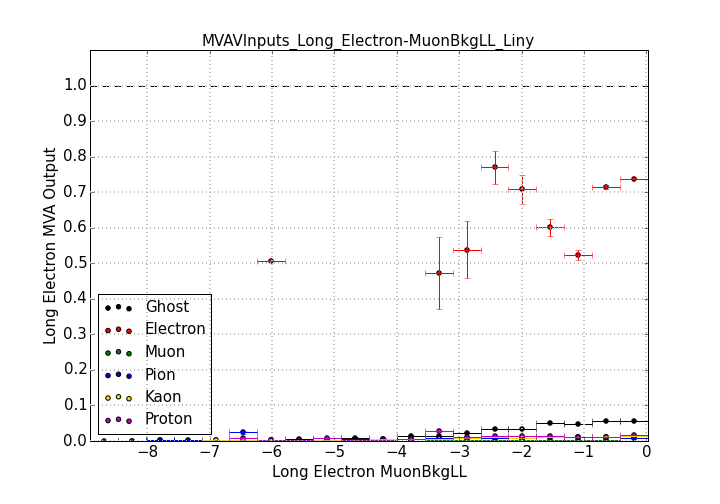 MVAVInputs_Long_Electron-MuonBkgLL_Liny
Long Electron MVA Output
1.0
0.9
0.8
0.7
0.6
0.5
0.4
0.3
0.2
0.1
0.0
Ghost
Electron
Muon
Pion
Kaon
Proton
−8 −7 −6 −5 −4 −3 −2 −1 0
Long Electron MuonBkgLL